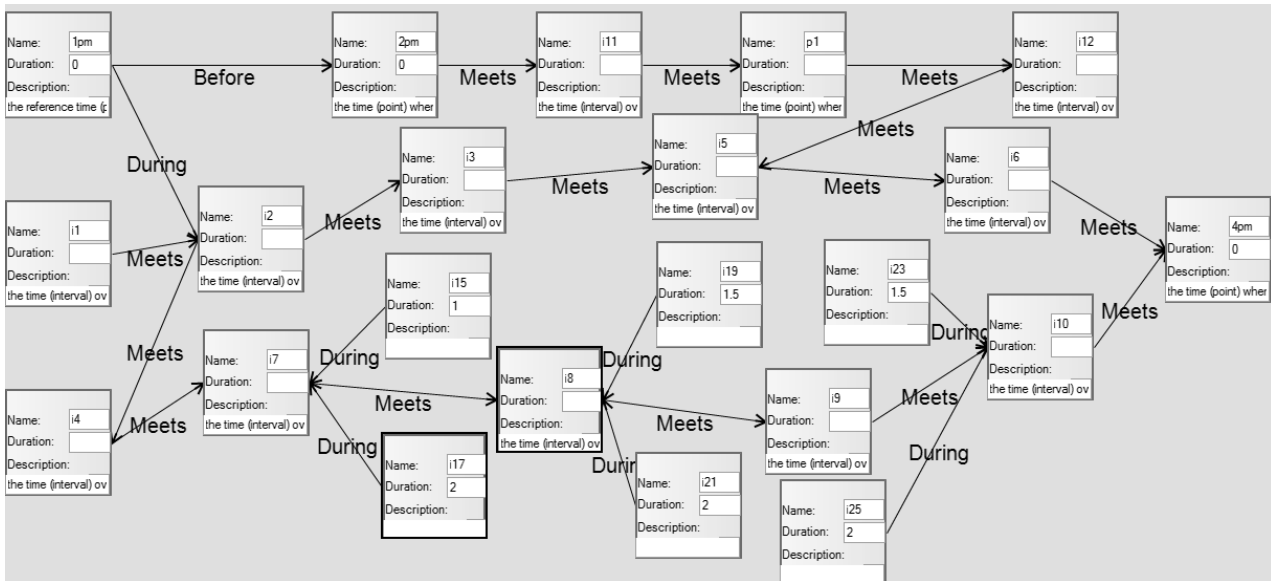 Name: 1pm
Duration: 0
Description:
the reference time (p
Before
Name: 2pm
Duration: 0
Description:
the time (point) wher
Meets
Name: i11
Duration:
Description:
the time (interval) ov
Meets
Name: p1
Duration:
Description:
the time (point) wher
Meets
Name: i12
Duration:
Description:
the time (interval) ov
Meets
During
Name: i3
Duration:
Description:
the time (interval) ov
Meets
Name: i5
Duration:
Description:
the time (interval) ov
Meets
Name: i6
Duration:
Description:
the time (interval) ov
Meets
Name: i1
Duration:
Description:
the time (interval) ov
Meets
Name: i2
Duration:
Description:
the time (interval) ov
Meets
Name: 4pm
Duration: 0
Description:
the time (point) wher
Meets
Name: i15
Duration: 1
Description:
During
Name: i19
Duration: 1.5
Description:
During
Name: i23
Duration: 1.5
Description:
During
Name: i10
Duration:
Description:
the time (interval) ov
Meets
Name: i4
Duration:
Description:
the time (interval) ov
Meets
Name: i7
Duration:
Description:
the time (interval) ov
Meets
Name: i8
Duration:
Description:
the time (interval) ov
Meets
Name: i9
Duration:
Description:
the time (interval) ov
Meets
During
Name: i17
Duration: 2
Description:
Name: i21
Duration: 2
Description:
During
Name: i25
Duration: 2
Description: